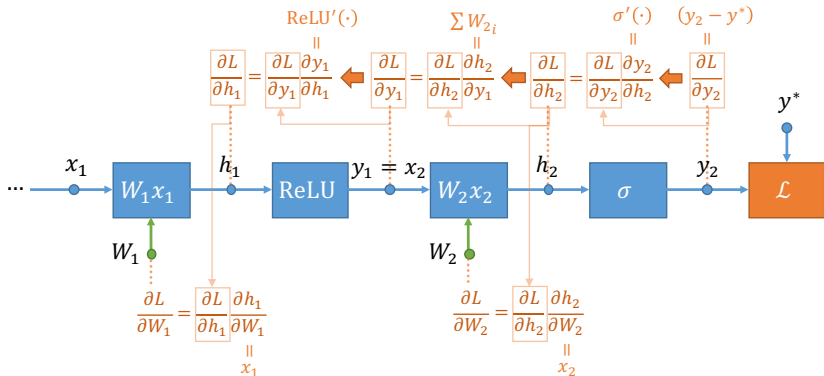 ReLU′(·) ∑W₂ᵢ σ′(·) (y₂ − y*)
= = = =
∂L/∂h₁ = ∂L/∂y₁ ∂y₁/∂h₁ ∂L/∂y₁ = ∂L/∂h₂ ∂h₂/∂y₁ ∂L/∂h₂ = ∂L/∂y₂ ∂y₂/∂h₂ ∂L/∂y₂
y*
x₁ h₁ y₁ = x₂ h₂ y₂
... W₁x₁ ReLU W₂x₂ σ ℒ
W₁ W₂
∂L/∂W₁ = ∂L/∂h₁ ∂h₁/∂W₁ ∂L/∂W₂ = ∂L/∂h₂ ∂h₂/∂W₂
= =
x₁ x₂